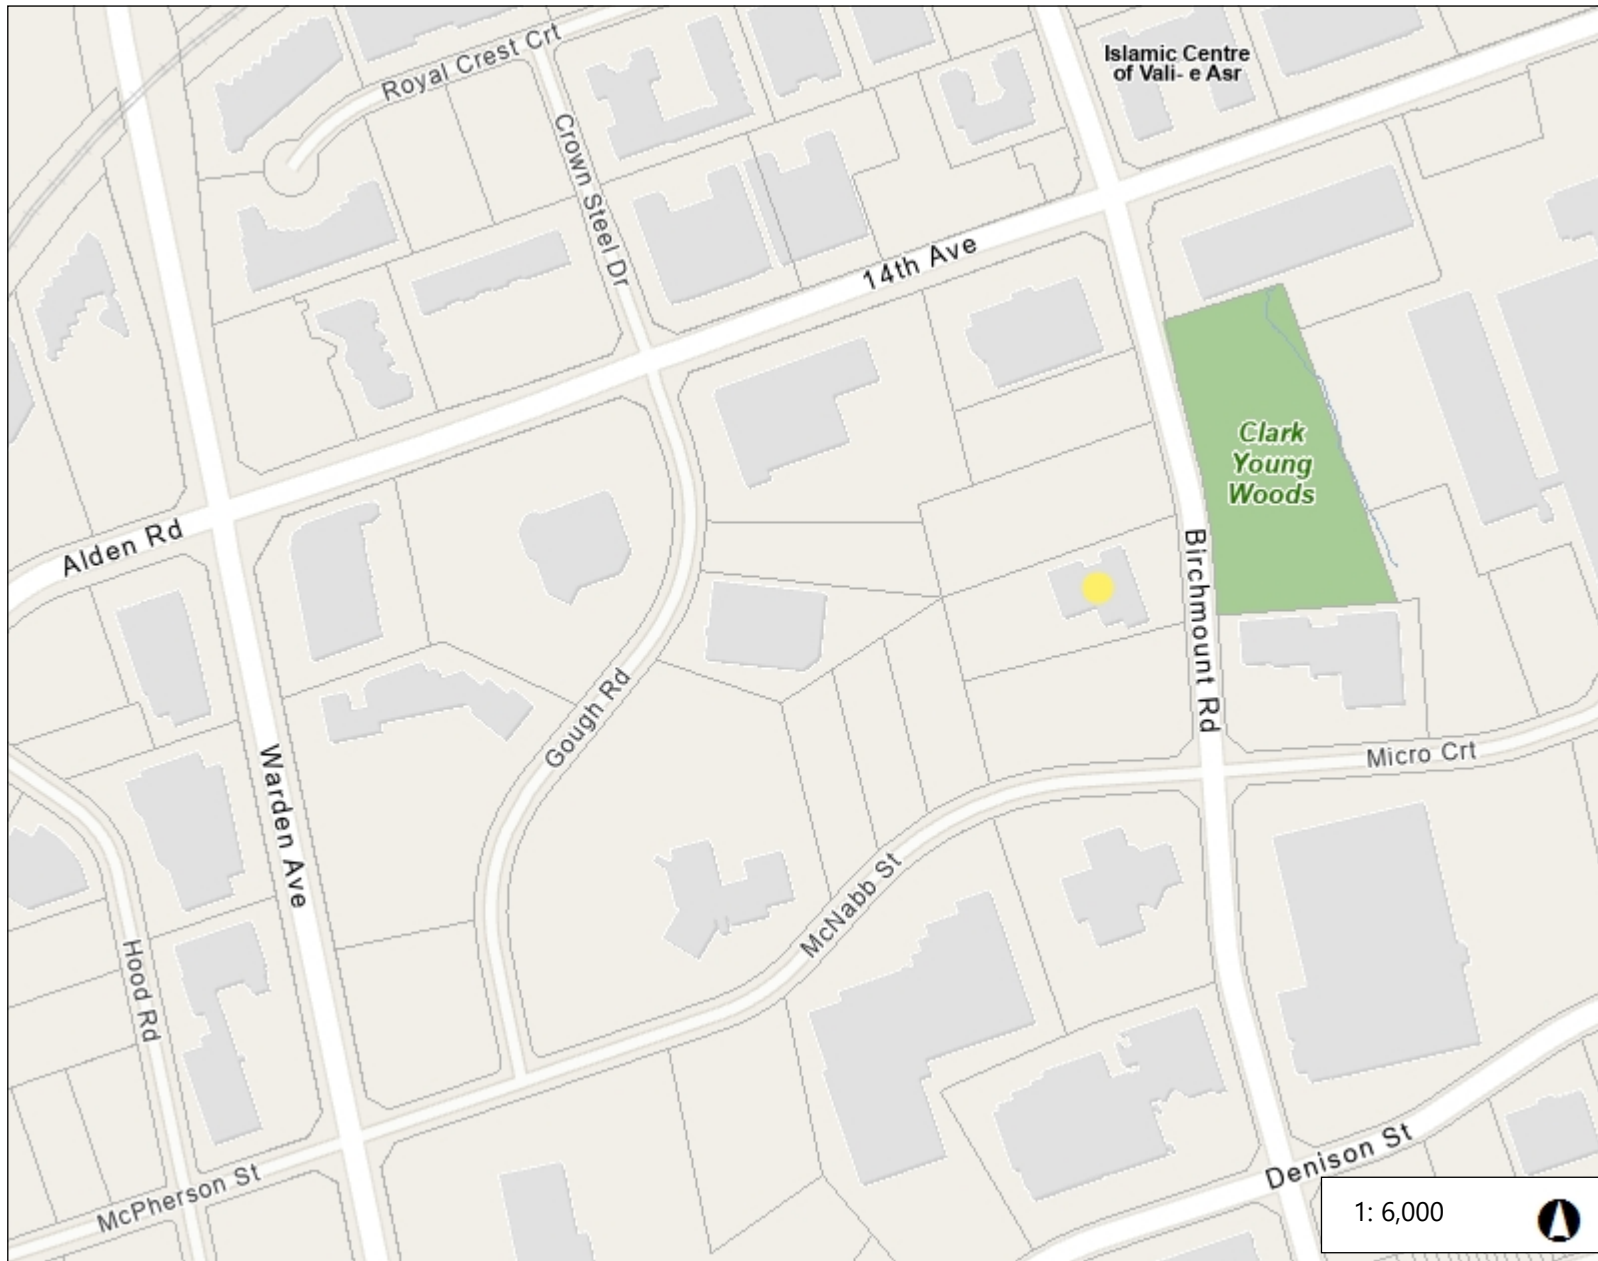 Royal Crest Crt
Islamic Centre
of Vali- e Asr
Crown Steel Dr
14th Ave
Clark
Young
Woods
Alden Rd
Birchmount Rd
Gough Rd
Warden Ave
Micro Crt
McNabb St
Hood Rd
Denison St
McPherson St
1: 6,000